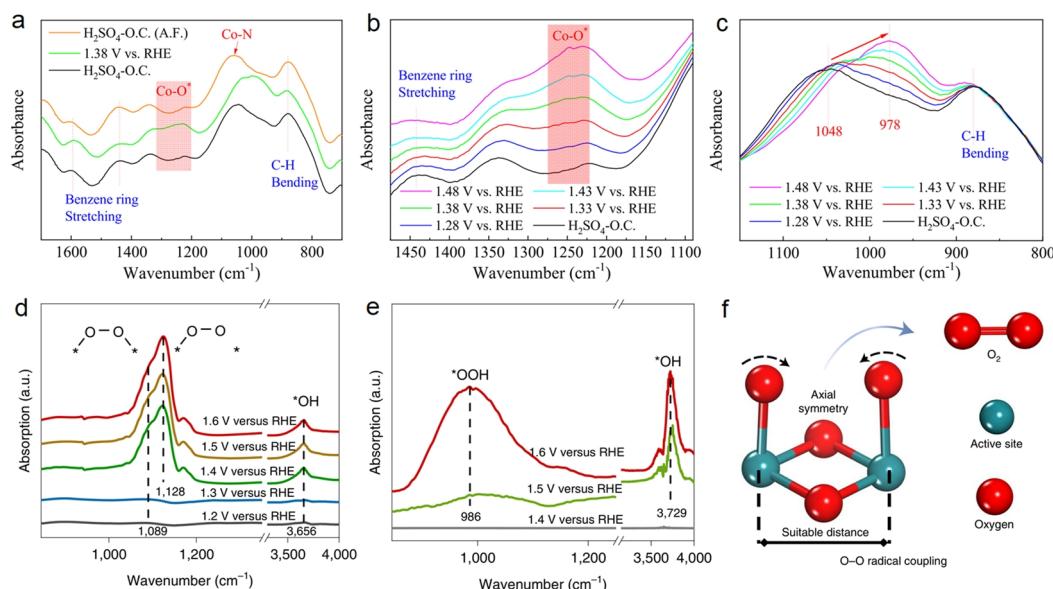 a
H₂SO₄-O.C. (A.F.)
1.38 V vs. RHE
H₂SO₄-O.C.
Co-N
Co-O*
Benzene ring
Stretching
C-H
Bending
Absorbance
1600 1400 1200 1000 800
Wavenumber (cm⁻¹)
b
Co-O*
Benzene ring
Stretching
1.48 V vs. RHE
1.43 V vs. RHE
1.38 V vs. RHE
1.33 V vs. RHE
1.28 V vs. RHE
H₂SO₄-O.C.
Absorbance
1475 1400 1350 1300 1250 1200 1150 1100
Wavenumber (cm⁻¹)
c
1048
978
C-H
Bending
1.48 V vs. RHE
1.43 V vs. RHE
1.38 V vs. RHE
1.33 V vs. RHE
1.28 V vs. RHE
H₂SO₄-O.C.
Absorbance
1100 1000 900 800
Wavenumber (cm⁻¹)
d
O-O
* *
O-O
* *
*OH
1.6 V versus RHE
1.5 V versus RHE
1.4 V versus RHE
1,128
1.3 V versus RHE
1.2 V versus RHE
1,089
3,656
Absorption (a.u.)
1,000 1,200 3,500 4,000
Wavenumber (cm⁻¹)
e
*OOH
*OH
1.6 V versus RHE
1.5 V versus RHE
986
3,729
1.4 V versus RHE
Absorption (a.u.)
1,000 1,200 3,500 4,000
Wavenumber (cm⁻¹)
f
O₂
Axial
symmetry
Active site
Suitable distance
Oxygen
O–O radical coupling